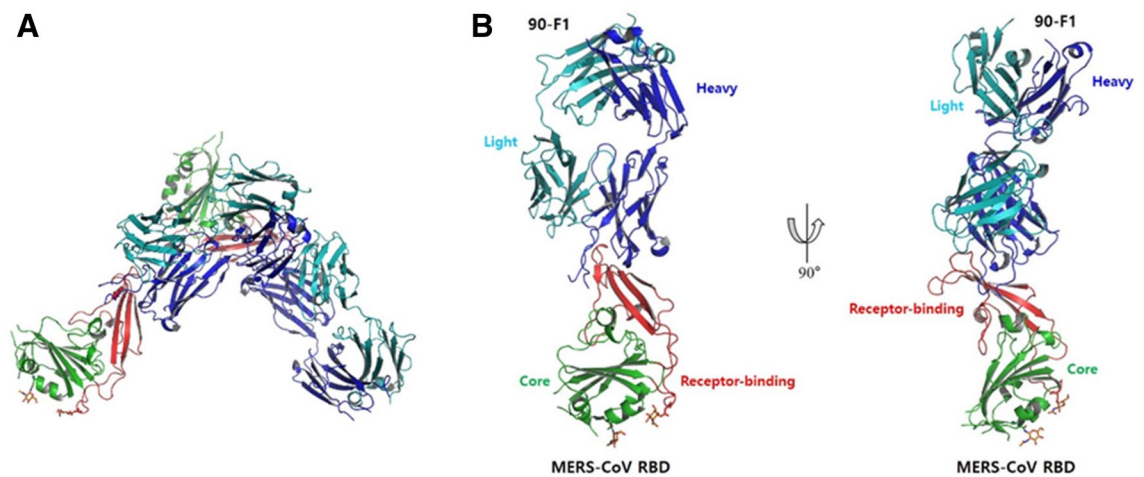 A
B
90-F1
Heavy
Light
Core
Receptor-binding
MERS-CoV RBD
90°
90-F1
Heavy
Light
Receptor-binding
Core
MERS-CoV RBD